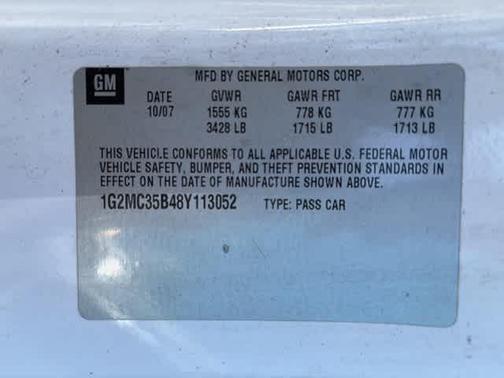 GM
MFD BY GENERAL MOTORS CORP.
DATE GVWR GAWR FRT GAWR RR
10/07 1555 KG 778 KG 777 KG
3428 LB 1715 LB 1713 LB
THIS VEHICLE CONFORMS TO ALL APPLICABLE U.S. FEDERAL MOTOR
VEHICLE SAFETY, BUMPER, AND THEFT PREVENTION STANDARDS IN
EFFECT ON THE DATE OF MANUFACTURE SHOWN ABOVE.
1G2MC35B48Y113052 TYPE: PASS CAR